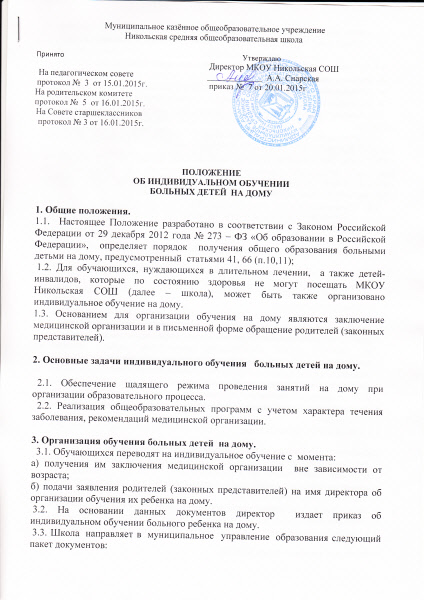 Муниципальное казённое общеобразовательное учреждение
Никольская средняя общеобразовательная школа
Принято
Утверждаю
Директор МКОУ Никольская СОШ
А.А. Снарская
приказ № 7 от 20.01.2015г
На педагогическом совете
протокол № 3 от 15.01.2015г.
На родительском комитете
протокол № 5 от 16.01.2015г.
На Совете старшеклассников
протокол № 3 от 16.01.2015г.
ПОЛОЖЕНИЕ
ОБ ИНДИВИДУАЛЬНОМ ОБУЧЕНИИ
БОЛЬНЫХ ДЕТЕЙ НА ДОМУ
1. Общие положения.
1.1. Настоящее Положение разработано в соответствии с Законом Российской
Федерации от 29 декабря 2012 года № 273 – ФЗ «Об образовании в Российской
Федерации», определяет порядок получения общего образования больными
детьми на дому, предусмотренный статьями 41, 66 (п.10,11);
1.2. Для обучающихся, нуждающихся в длительном лечении, а также детей-
инвалидов, которые по состоянию здоровья не могут посещать МКОУ
Никольская СОШ (далее – школа), может быть также организовано
индивидуальное обучение на дому.
1.3. Основанием для организации обучения на дому являются заключение
медицинской организации и в письменной форме обращение родителей (законных
представителей).
2. Основные задачи индивидуального обучения больных детей на дому.
2.1. Обеспечение щадящего режима проведения занятий на дому при
организации образовательного процесса.
2.2. Реализация общеобразовательных программ с учетом характера течения
заболевания, рекомендаций медицинской организации.
3. Организация обучения больных детей на дому.
3.1. Обучающихся переводят на индивидуальное обучение с момента:
а) получения им заключения медицинской организации вне зависимости от
возраста;
б) подачи заявления родителей (законных представителей) на имя директора об
организации обучения их ребенка на дому.
3.2. На основании данных документов директор издает приказ об
индивидуальном обучении больного ребенка на дому.
3.3. Школа направляет в муниципальное управление образования следующий
пакет документов: